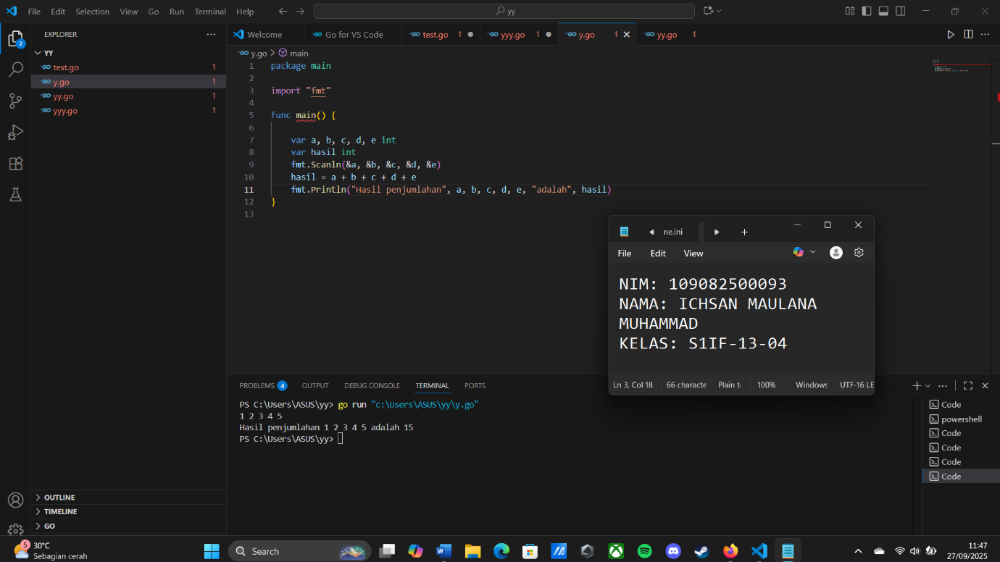 File Edit Selection View Go Run Terminal Help
yy
EXPLORER
YY
test.go 1
y.go 1
yy.go 1
yyy.go 1
OUTLINE
TIMELINE
GO
2
Welcome
Go for VS Code
test.go 1
yyy.go 1
y.go 1
yy.go 1
y.go > main
1 package main
2
3 import "fmt"
4
5 func main() {
6
7 var a, b, c, d, e int
8 var hasil int
9 fmt.Scanln(&a, &b, &c, &d, &e)
10 hasil = a + b + c + d + e
11 fmt.Println("Hasil penjumlahan", a, b, c, d, e, "adalah", hasil)
12 }
13
ne.ini
File Edit View
NIM: 109082500093
NAMA: ICHSAN MAULANA
MUHAMMAD
KELAS: S1IF-13-04
Ln 3, Col 18 66 characte Plain t 100% Windows UTF-16 LE
PROBLEMS 4 OUTPUT DEBUG CONSOLE TERMINAL PORTS
PS C:\Users\ASUS\yy> go run "c:\Users\ASUS\yy\y.go"
1 2 3 4 5
Hasil penjumlahan 1 2 3 4 5 adalah 15
PS C:\Users\ASUS\yy>
Code
powershell
Code
Code
Code
Code
5
30°C
Sebagian cerah
Search
11:47
27/09/2025